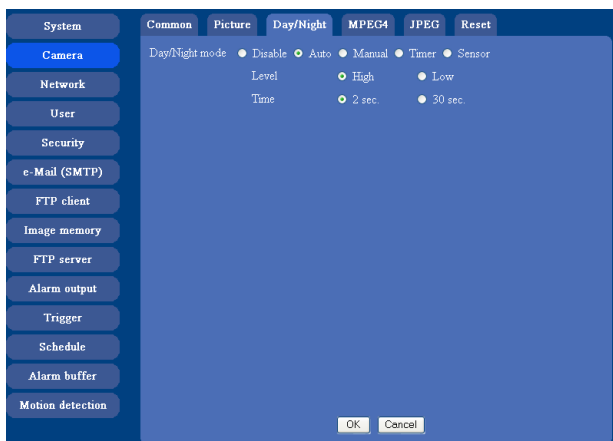 System
Camera
Network
User
Security
e-Mail (SMTP)
FTP client
Image memory
FTP server
Alarm output
Trigger
Schedule
Alarm buffer
Motion detection
Common Picture Day/Night MPEG4 JPEG Reset
Day/Night mode Disable Auto Manual Timer Sensor
Level High Low
Time 2 sec. 30 sec.
OK Cancel